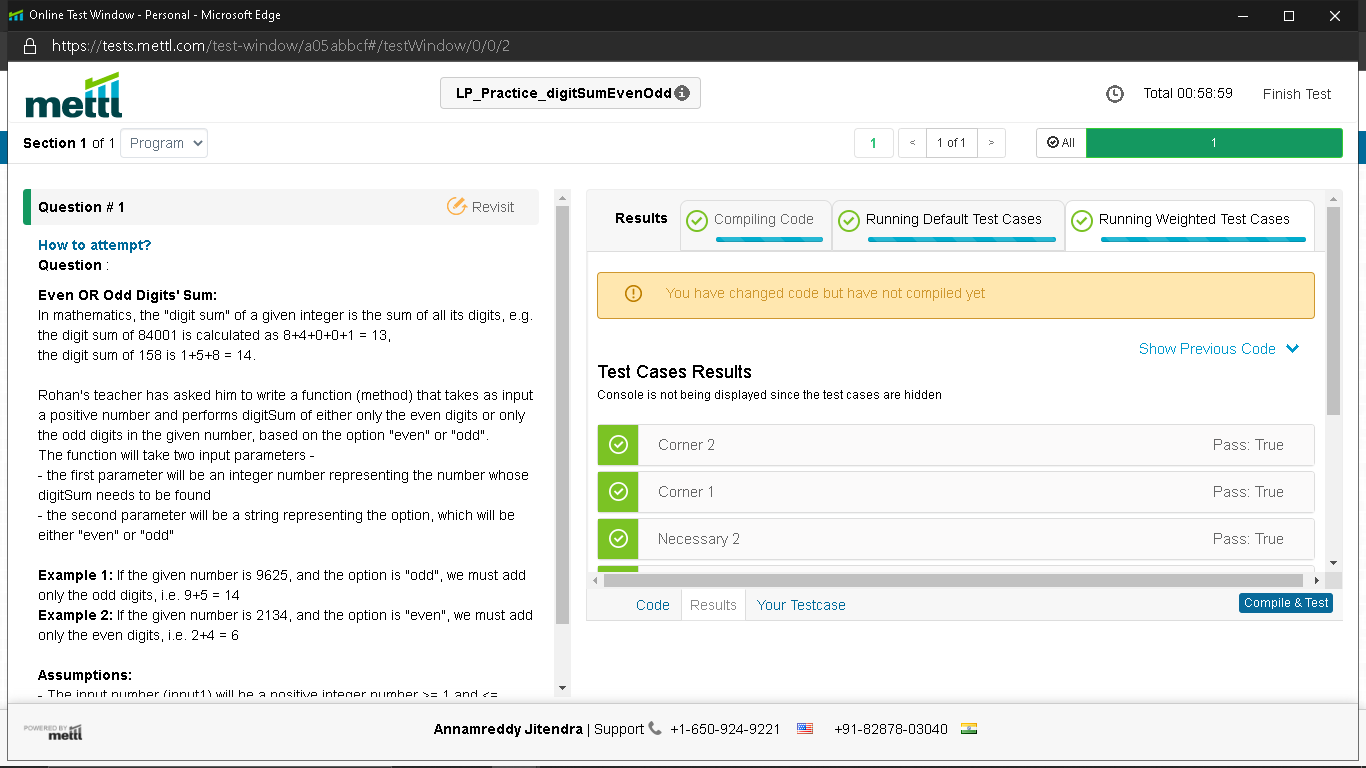 Online Test Window - Personal - Microsoft Edge
https://tests.mettl.com/test-window/a05abbcf#/testWindow/0/0/2
mettl
LP_Practice_digitSumEvenOdd
Total 00:58:59
Finish Test
Section 1 of 1
Program
1
<
1 of 1
>
All
1
Question # 1
Revisit
How to attempt?
Question :
Even OR Odd Digits' Sum:
In mathematics, the "digit sum" of a given integer is the sum of all its digits, e.g.
the digit sum of 84001 is calculated as 8+4+0+0+1 = 13,
the digit sum of 158 is 1+5+8 = 14.
Rohan's teacher has asked him to write a function (method) that takes as input
a positive number and performs digitSum of either only the even digits or only
the odd digits in the given number, based on the option "even" or "odd".
The function will take two input parameters -
- the first parameter will be an integer number representing the number whose
digitSum needs to be found
- the second parameter will be a string representing the option, which will be
either "even" or "odd"
Example 1: If the given number is 9625, and the option is "odd", we must add
only the odd digits, i.e. 9+5 = 14
Example 2: If the given number is 2134, and the option is "even", we must add
only the even digits, i.e. 2+4 = 6
Assumptions:
- The input number (input1) will be a positive integer number >= 1 and <=
Results
Compiling Code
Running Default Test Cases
Running Weighted Test Cases
You have changed code but have not compiled yet
Show Previous Code
Test Cases Results
Console is not being displayed since the test cases are hidden
Corner 2
Pass: True
Corner 1
Pass: True
Necessary 2
Pass: True
Code
Results
Your Testcase
Compile & Test
POWERED BY
mettl
Annamreddy Jitendra | Support +1-650-924-9221
+91-82878-03040